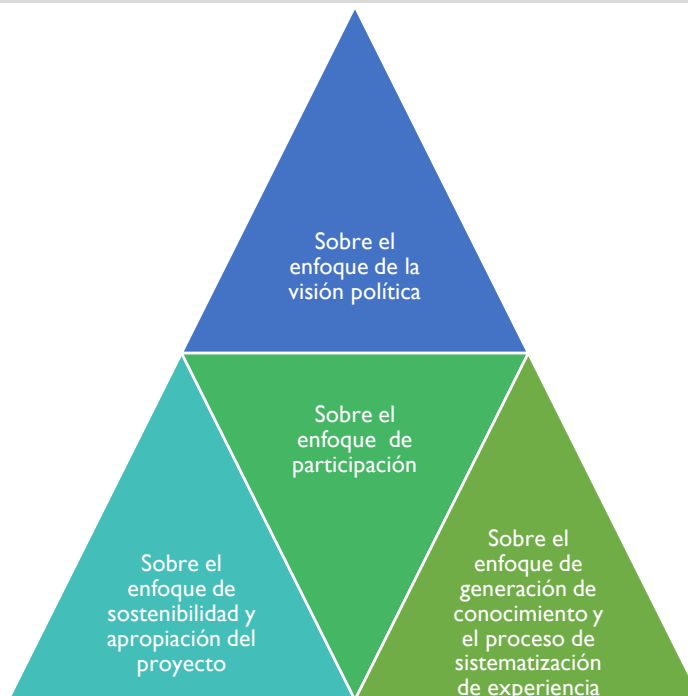 Sobre el
enfoque de la
visión política
Sobre el
enfoque de
participación
Sobre el
enfoque de
sostenibilidad y
apropiación del
proyecto
Sobre el
enfoque de
generación de
conocimiento y
el proceso de
sistematización
de experiencia